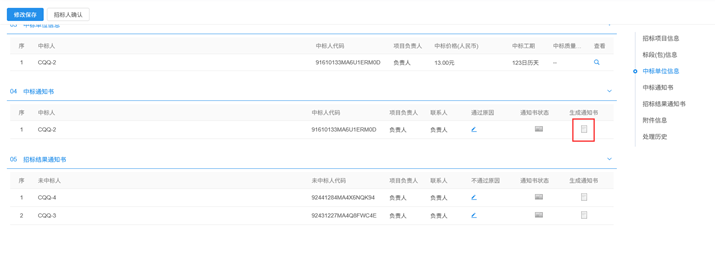 修改保存 招标人确认
03 中标单位信息
序 中标人 中标人代码 项目负责人 中标价格(人民币) 中标工期 中标质量... 查看
1 CQQ-2 91610133MA6U1ERM0D 负责人 13.00元 123日历天 --
04 中标通知书
序 中标人 中标人代码 项目负责人 联系人 通过原因 通知书状态 生成通知书
1 CQQ-2 91610133MA6U1ERM0D 负责人 负责人
05 招标结果通知书
序 未中标人 未中标人代码 项目负责人 联系人 不通过原因 通知书状态 生成通知书
1 CQQ-4 92441284MA4X6NQK94 负责人 负责人
2 CQQ-3 92431227MA4Q8FWC4E 负责人 负责人
招标项目信息
标段(包)信息
中标单位信息
中标通知书
招标结果通知书
附件信息
处理历史